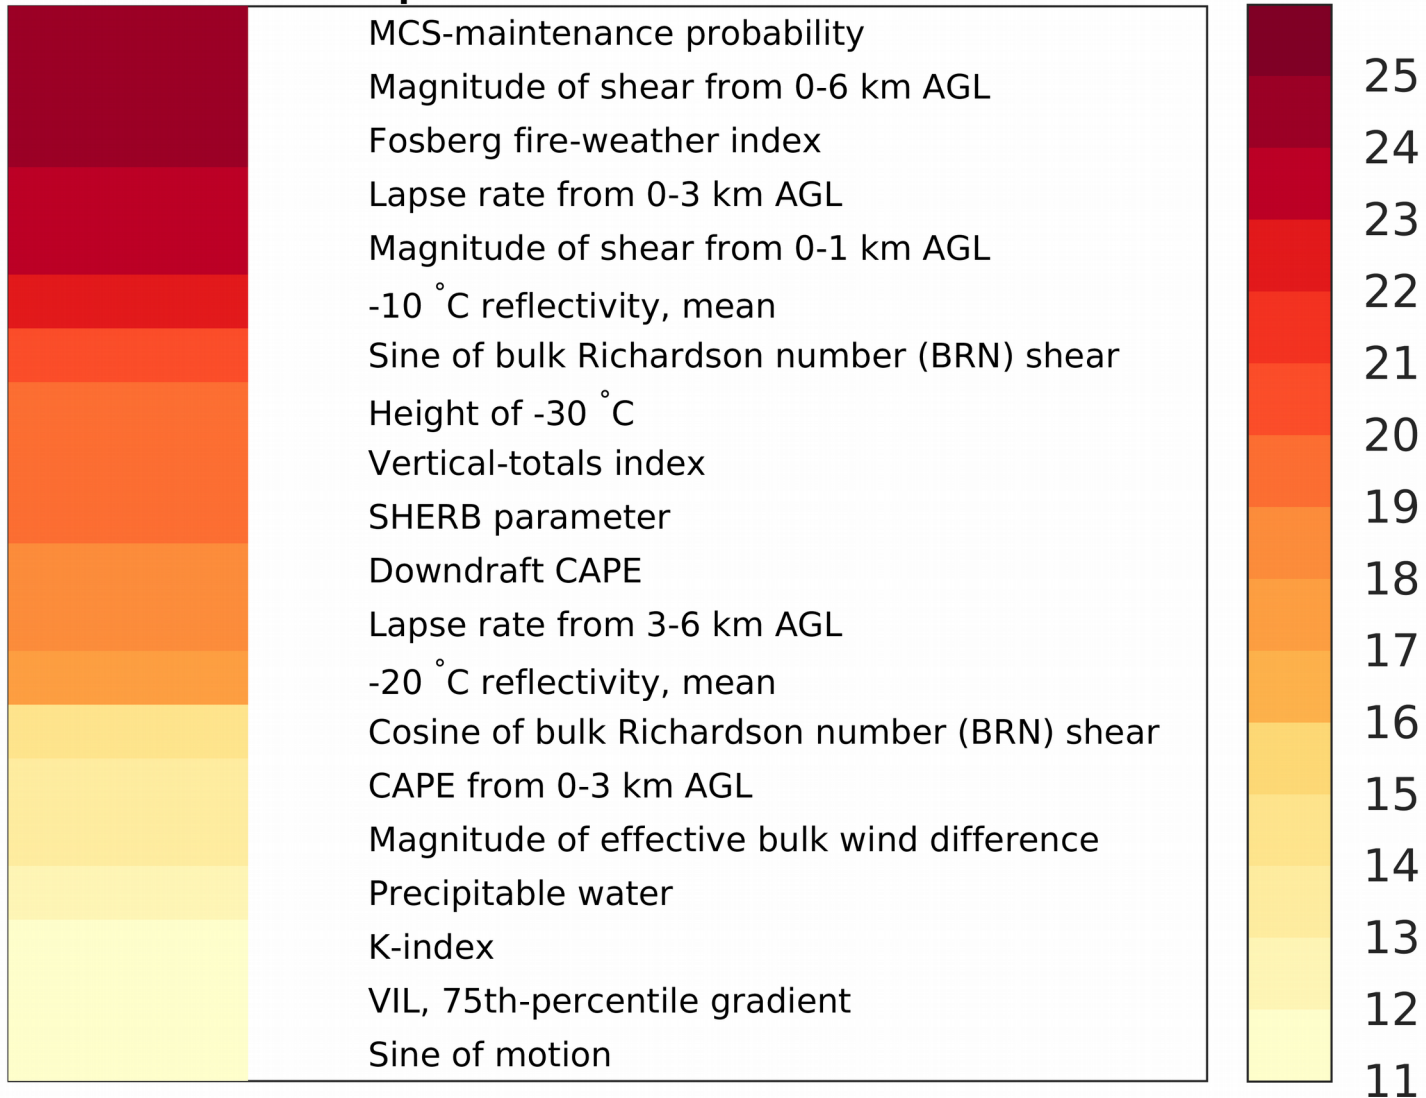 MCS-maintenance probability
Magnitude of shear from 0-6 km AGL
Fosberg fire-weather index
Lapse rate from 0-3 km AGL
Magnitude of shear from 0-1 km AGL
-10 °C reflectivity, mean
Sine of bulk Richardson number (BRN) shear
Height of -30 °C
Vertical-totals index
SHERB parameter
Downdraft CAPE
Lapse rate from 3-6 km AGL
-20 °C reflectivity, mean
Cosine of bulk Richardson number (BRN) shear
CAPE from 0-3 km AGL
Magnitude of effective bulk wind difference
Precipitable water
K-index
VIL, 75th-percentile gradient
Sine of motion
25
24
23
22
21
20
19
18
17
16
15
14
13
12
11